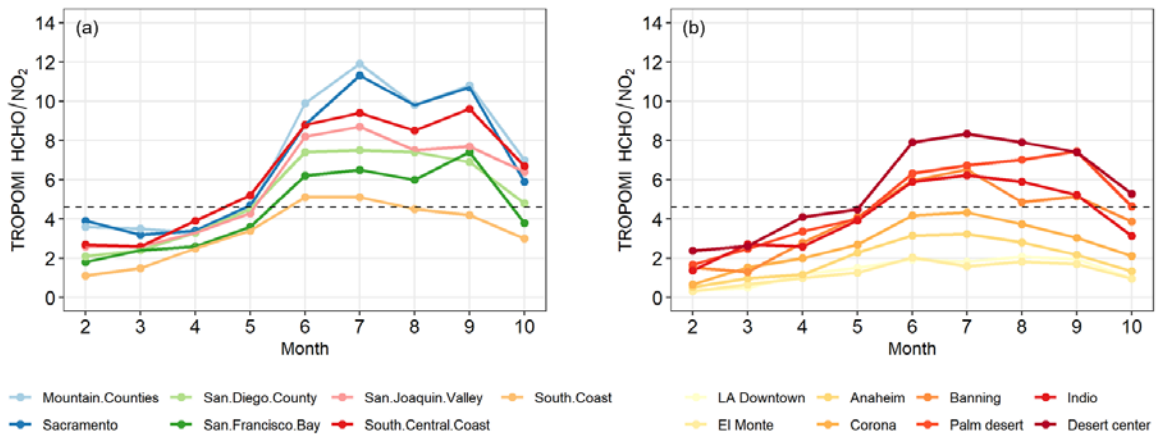 (a)
TROPOMI HCHO/NO₂
14
12
10
8
6
4
2
0
2 3 4 5 6 7 8 9 10
Month
Mountain.Counties San.Diego.County San.Joaquin.Valley South.Coast
Sacramento San.Francisco.Bay South.Central.Coast
(b)
TROPOMI HCHO/NO₂
14
12
10
8
6
4
2
0
2 3 4 5 6 7 8 9 10
Month
LA Downtown Anaheim Banning Indio
El Monte Corona Palm desert Desert center